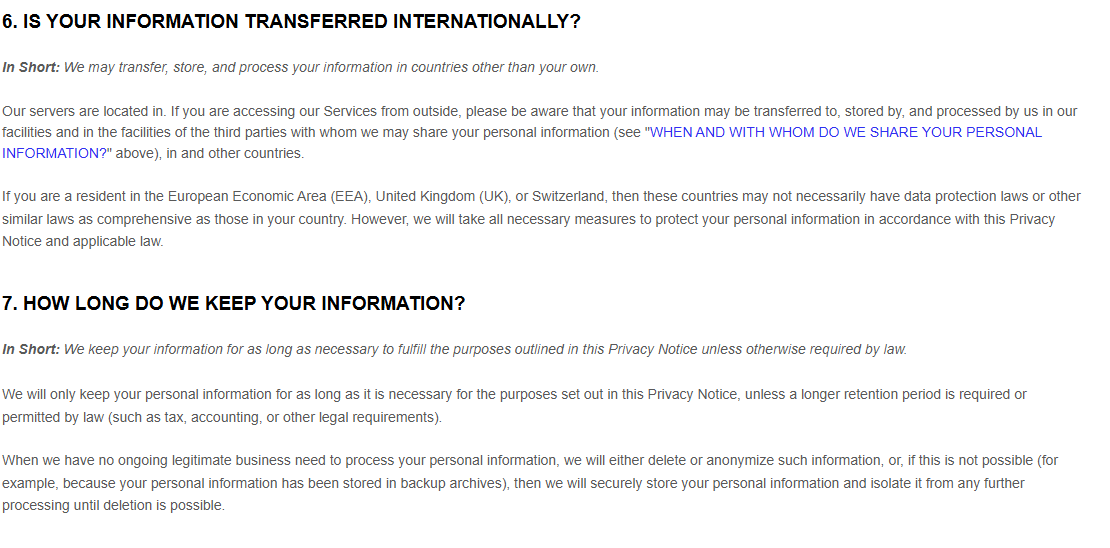 6. IS YOUR INFORMATION TRANSFERRED INTERNATIONALLY?
In Short: We may transfer, store, and process your information in countries other than your own.
Our servers are located in. If you are accessing our Services from outside, please be aware that your information may be transferred to, stored by, and processed by us in our
facilities and in the facilities of the third parties with whom we may share your personal information (see "WHEN AND WITH WHOM DO WE SHARE YOUR PERSONAL
INFORMATION?" above), in and other countries.
If you are a resident in the European Economic Area (EEA), United Kingdom (UK), or Switzerland, then these countries may not necessarily have data protection laws or other
similar laws as comprehensive as those in your country. However, we will take all necessary measures to protect your personal information in accordance with this Privacy
Notice and applicable law.
7. HOW LONG DO WE KEEP YOUR INFORMATION?
In Short: We keep your information for as long as necessary to fulfill the purposes outlined in this Privacy Notice unless otherwise required by law.
We will only keep your personal information for as long as it is necessary for the purposes set out in this Privacy Notice, unless a longer retention period is required or
permitted by law (such as tax, accounting, or other legal requirements).
When we have no ongoing legitimate business need to process your personal information, we will either delete or anonymize such information, or, if this is not possible (for
example, because your personal information has been stored in backup archives), then we will securely store your personal information and isolate it from any further
processing until deletion is possible.